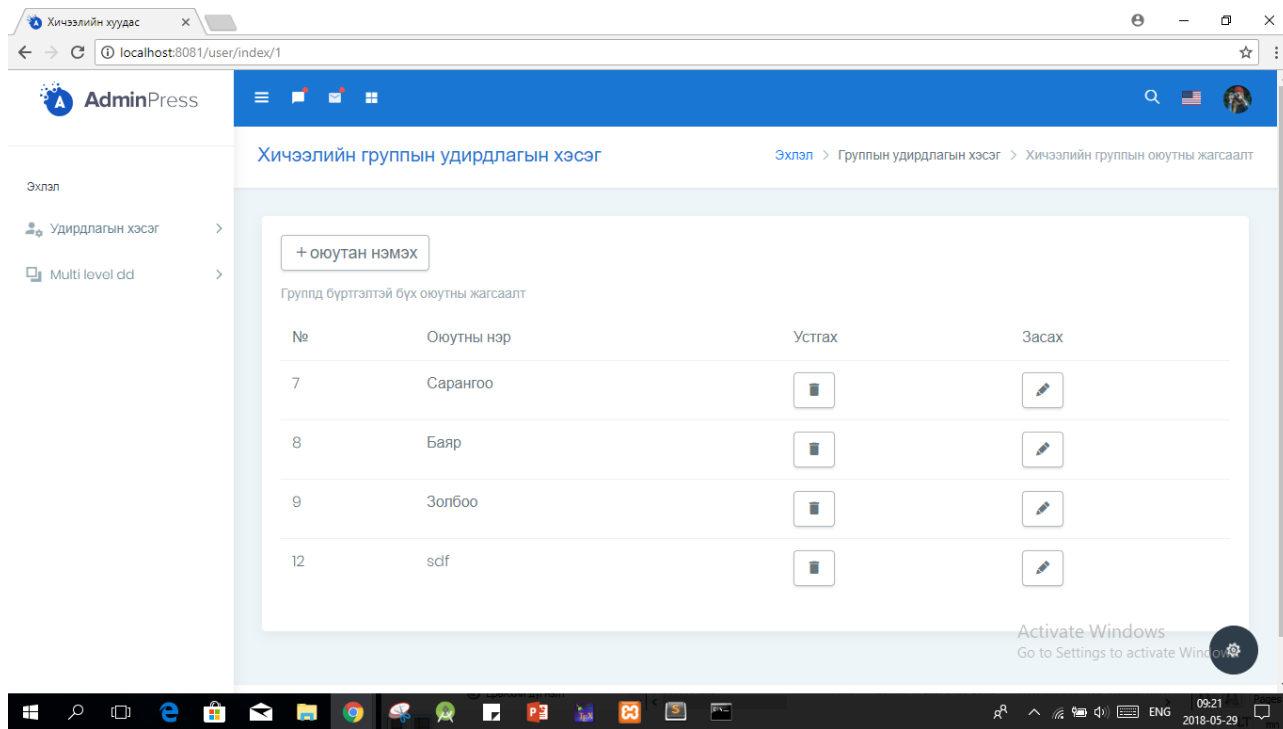 Хичээлийн хуудас
localhost:8081/user/index/1
AdminPress
Хичээлийн группын удирдлагын хэсэг
Эхлэл > Группын удирдлагын хэсэг > Хичээлийн группын оюутны жагсаалт
Эхлэл
Удирдлагын хэсэг
Multi level dd
+ оюутан нэмэх
Группд бүртгэлтэй бүх оюутны жагсаалт
№ Оюутны нэр Устгах Засах
7 Сарангоо
8 Баяр
9 Золбоо
12 sdf
Activate Windows
Go to Settings to activate Windows
ENG
09:21
2018-05-29